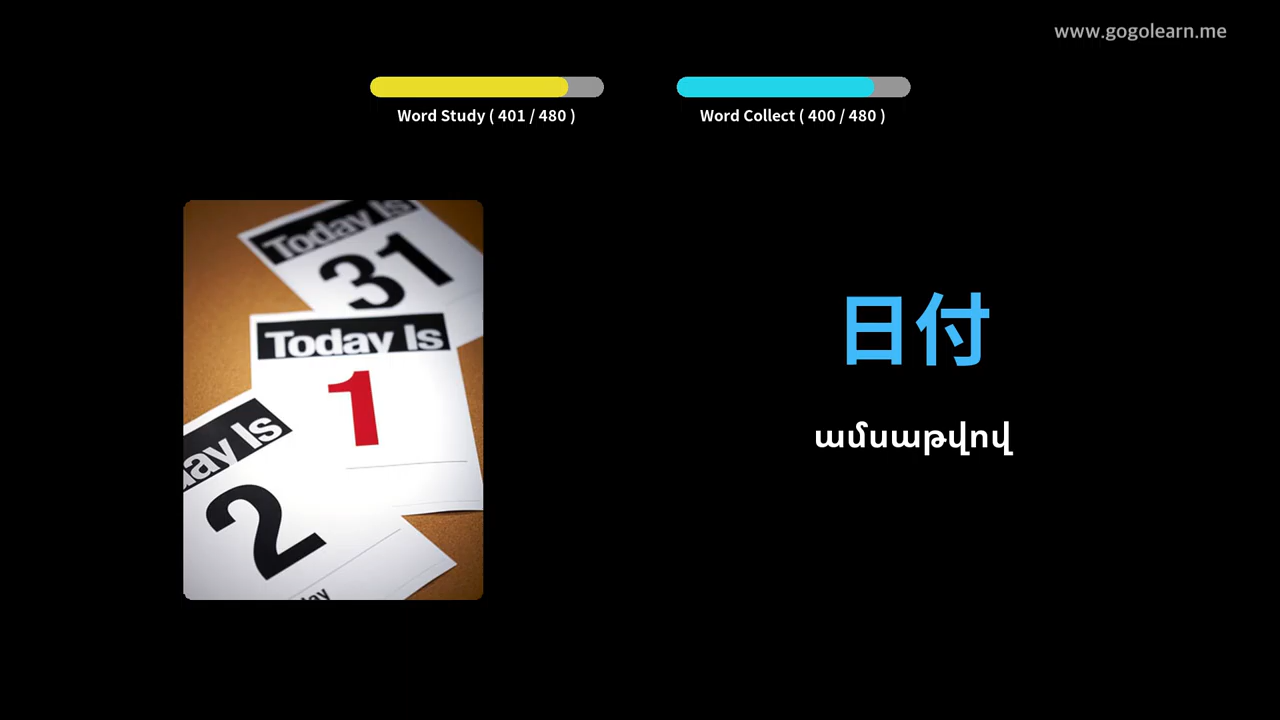 www.gogolearn.me
Word Study ( 401 / 480 )
Word Collect ( 400 / 480 )
Today Is
31
Today Is
1
ay Is
2
日付
ամսաթվով